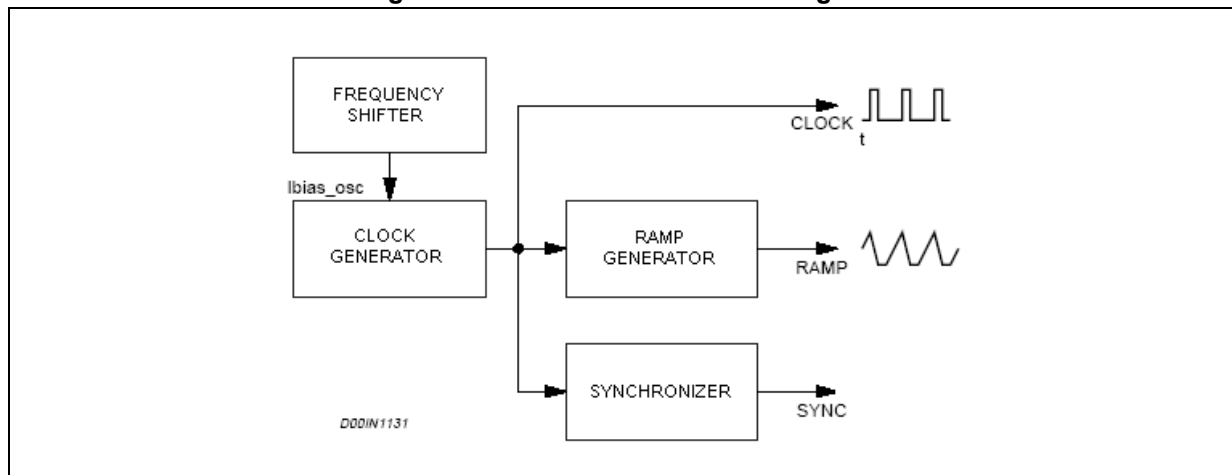 FREQUENCY
SHIFTER
CLOCK
t
Ibias_osc
CLOCK
GENERATOR
RAMP
GENERATOR
RAMP
SYNCHRONIZER
SYNC
D00IN1131